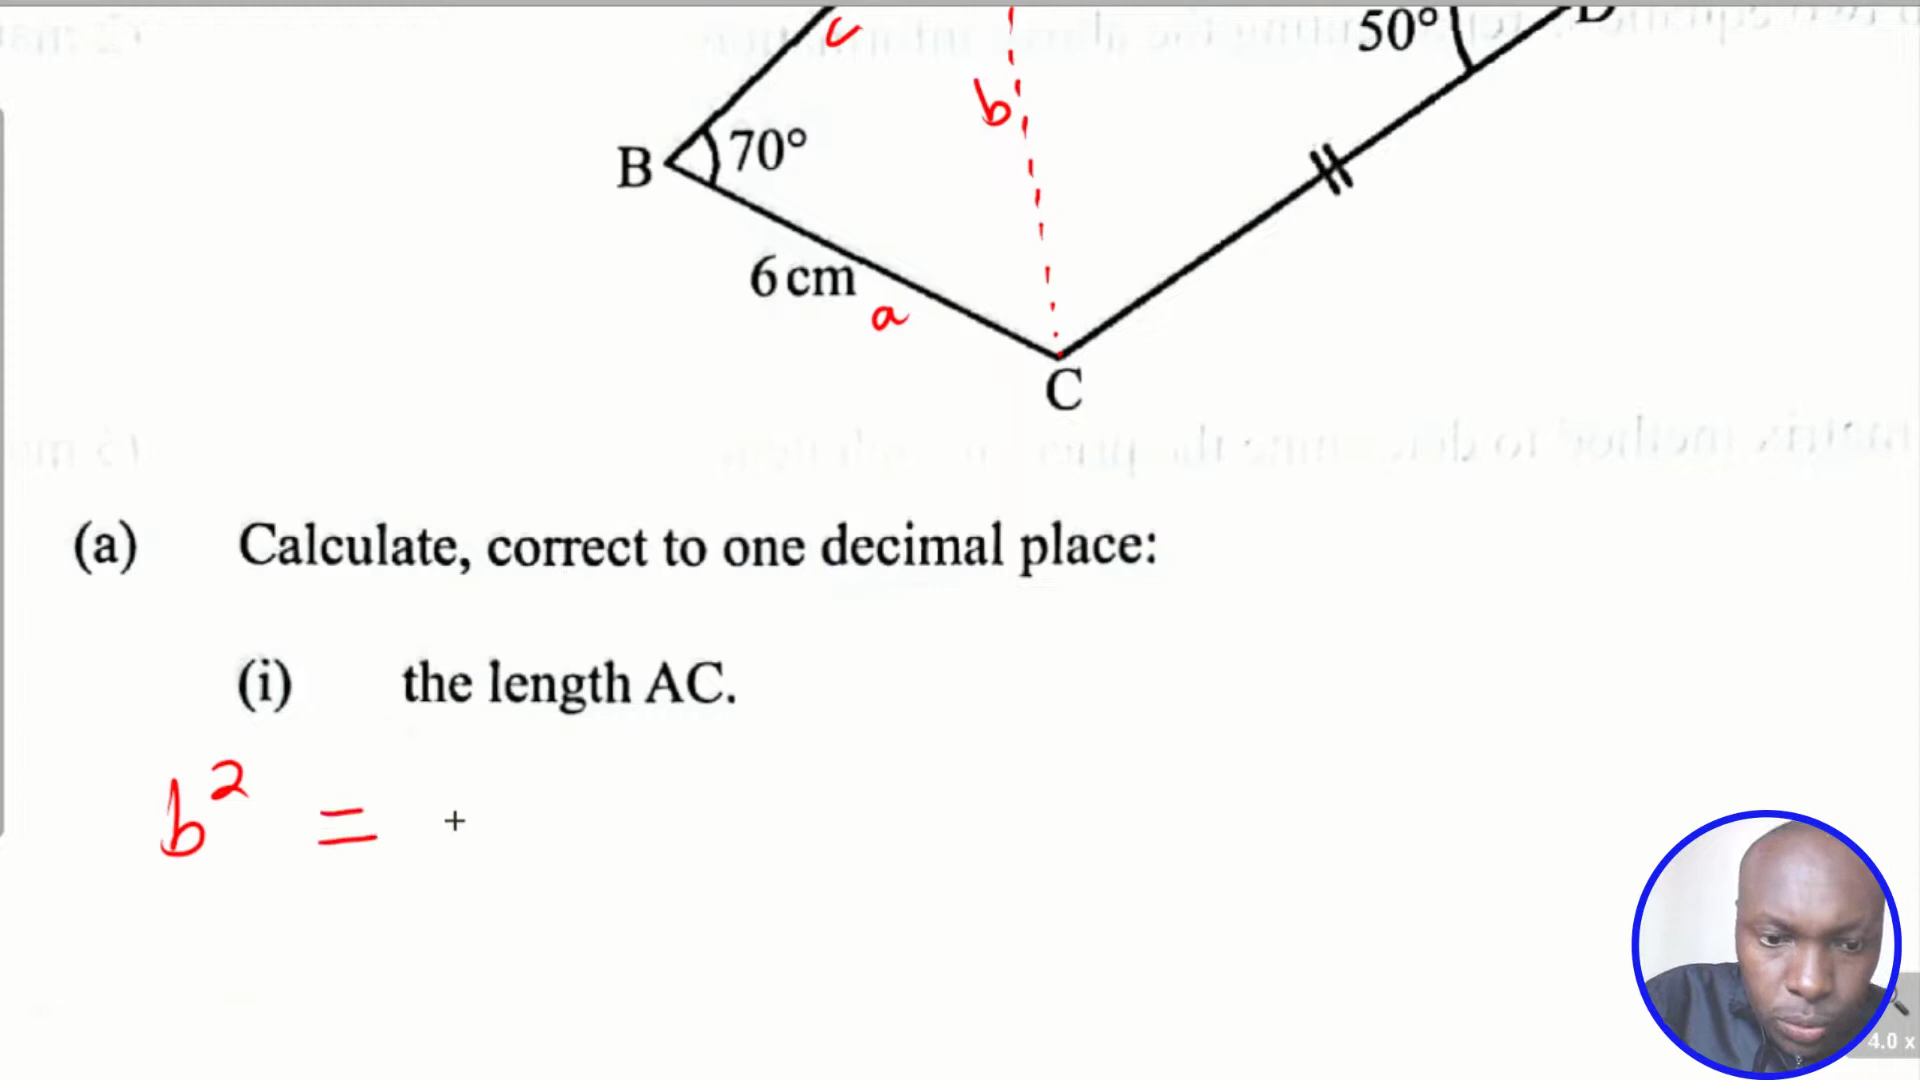 c
50°
D
b
B
70°
6 cm
a
C
(a) Calculate, correct to one decimal place:
(i) the length AC.
b² =
4.0 x